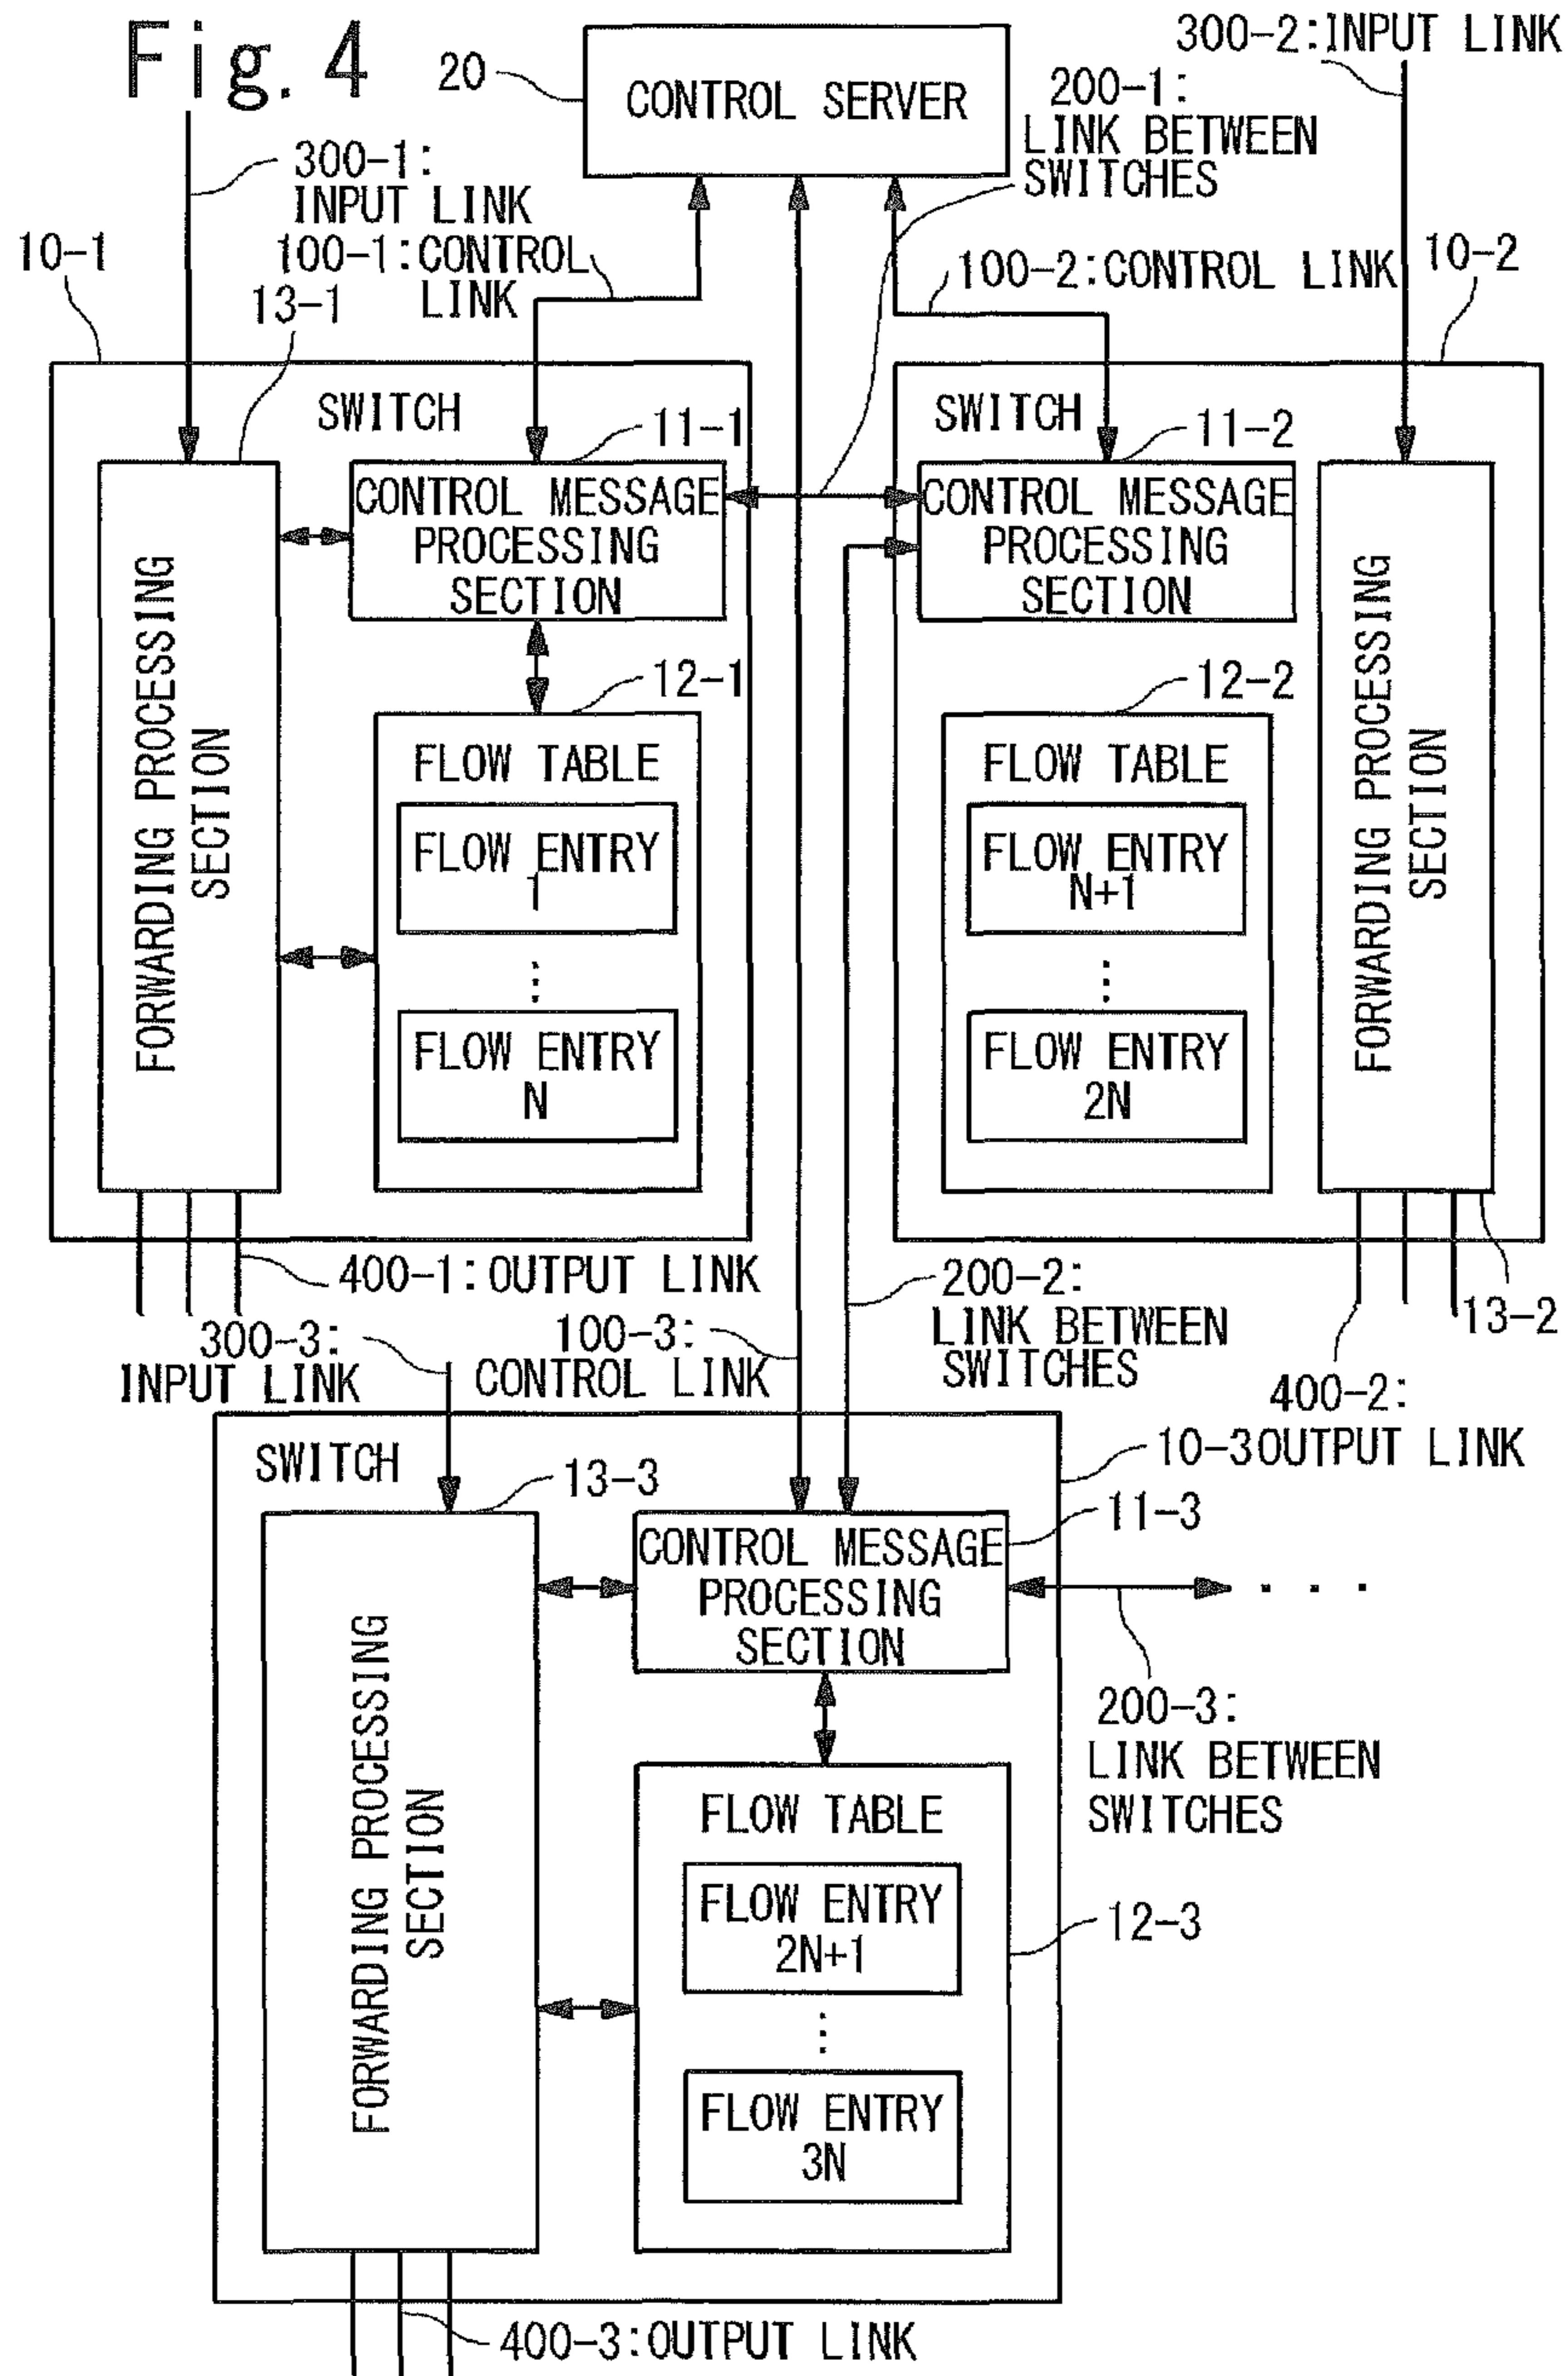 Fig. 4
20
CONTROL SERVER
300-2:INPUT LINK
200-1:
LINK BETWEEN
SWITCHES
300-1:
INPUT LINK
100-1:CONTROL
LINK
100-2:CONTROL LINK
10-1
13-1
10-2
SWITCH
11-1
CONTROL MESSAGE
PROCESSING
SECTION
FORWARDING PROCESSING
SECTION
12-1
FLOW TABLE
FLOW ENTRY
1
⋮
FLOW ENTRY
N
SWITCH
11-2
CONTROL MESSAGE
PROCESSING
SECTION
12-2
FLOW TABLE
FLOW ENTRY
N+1
⋮
FLOW ENTRY
2N
FORWARDING PROCESSING
SECTION
400-1:OUTPUT LINK
200-2:
LINK BETWEEN
SWITCHES
13-2
300-3:
INPUT LINK
100-3:
CONTROL LINK
400-2:
OUTPUT LINK
10-3
SWITCH
13-3
11-3
CONTROL MESSAGE
PROCESSING
SECTION
. . .
200-3:
LINK BETWEEN
SWITCHES
FORWARDING PROCESSING
SECTION
FLOW TABLE
FLOW ENTRY
2N+1
⋮
FLOW ENTRY
3N
12-3
400-3:OUTPUT LINK